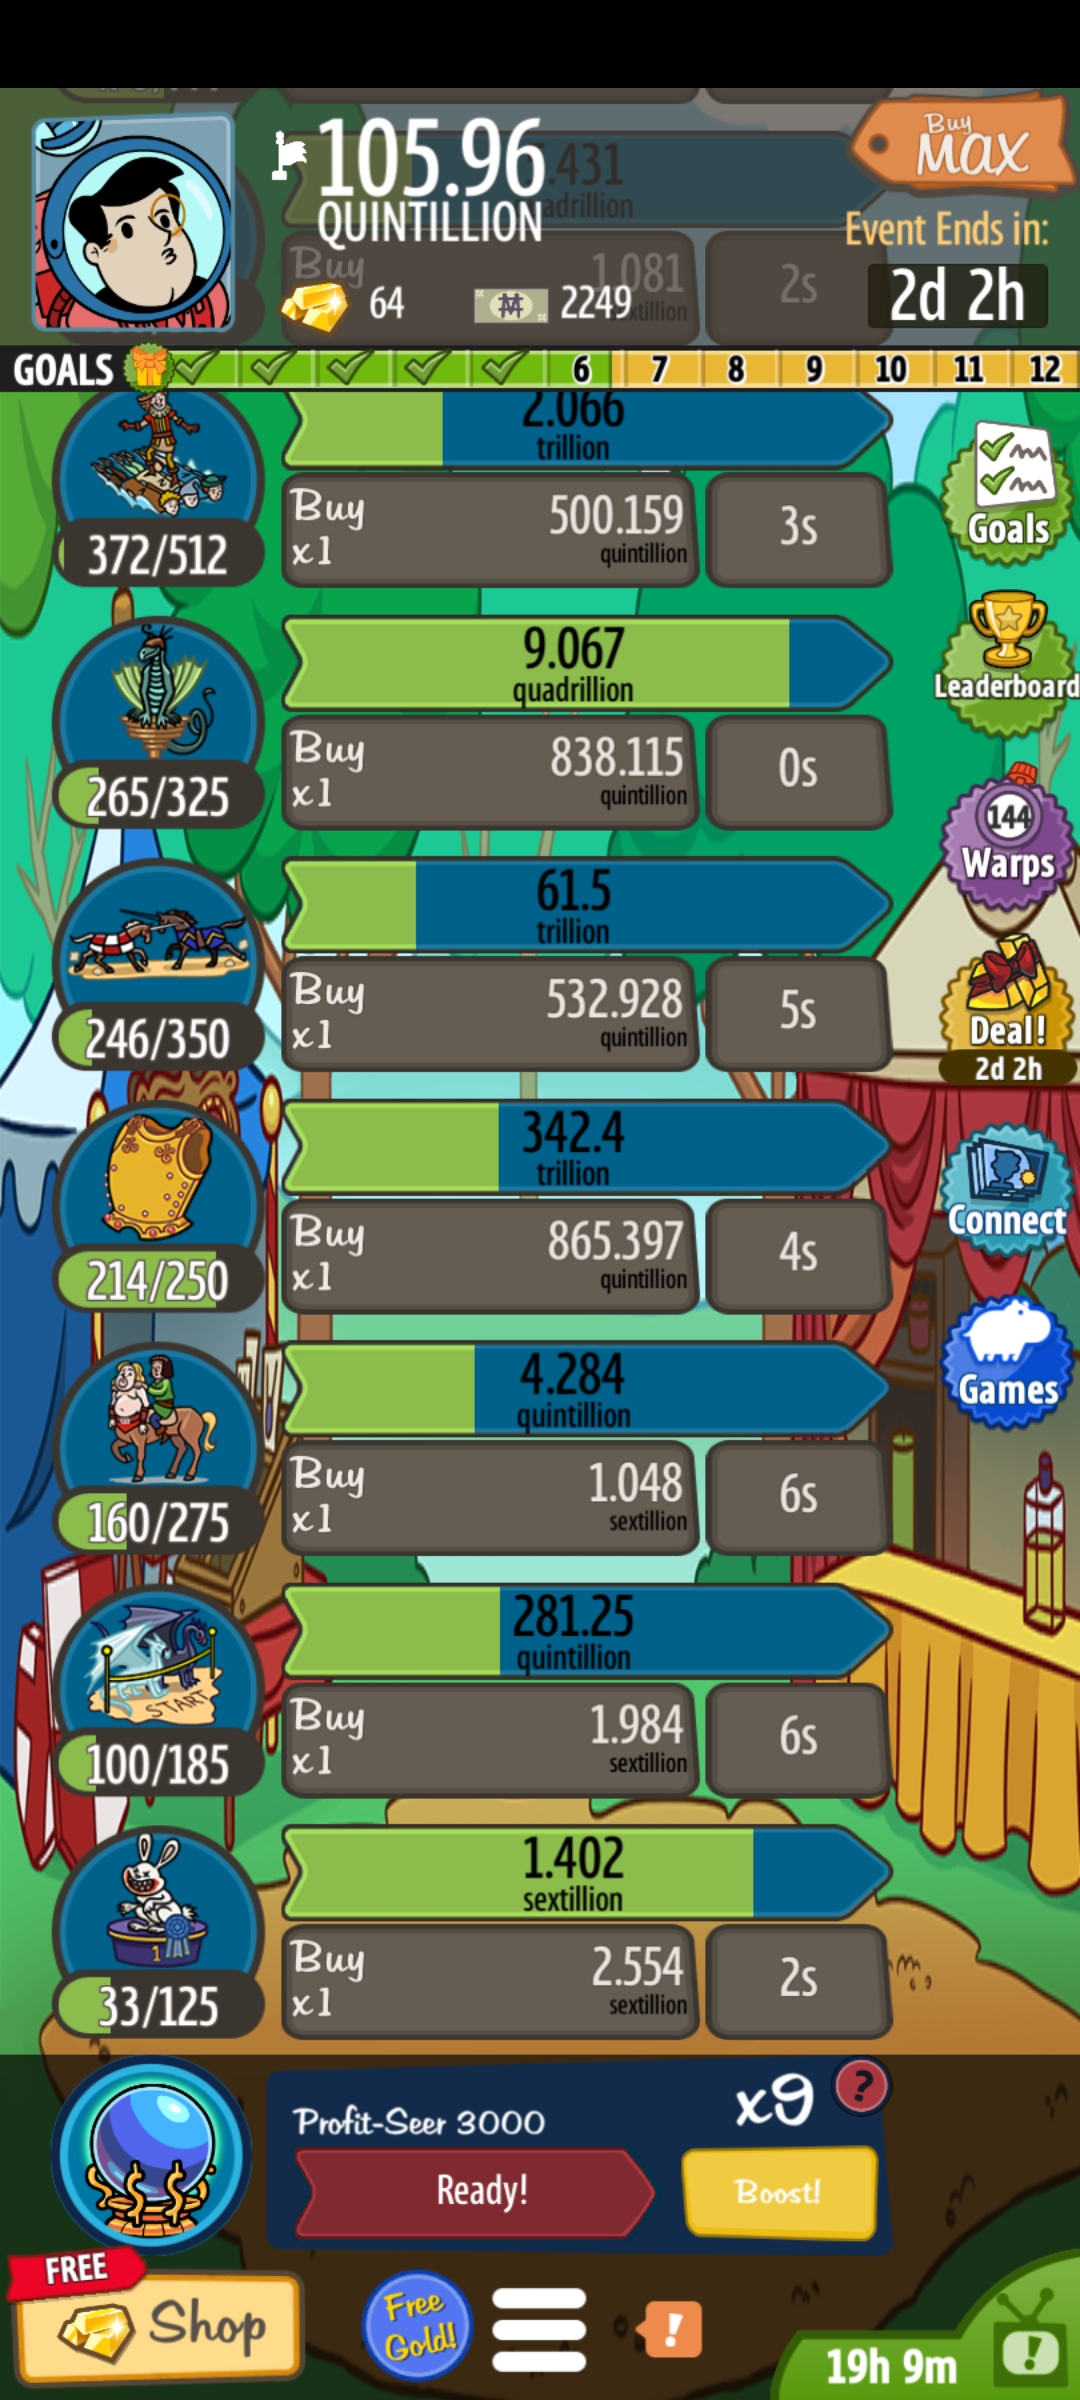 105.96
QUINTILLION
Buy
MAX
.431
Event Ends in:
Buy
1.081
2s
64
2249
2d 2h
GOALS
6
7
8
9
10
11
12
2.066
trillion
372/512
Buy
x1
500.159
quintillion
3s
Goals
9.067
quadrillion
265/325
Buy
x1
838.115
quintillion
0s
Leaderboard
61.5
trillion
246/350
Buy
x1
532.928
quintillion
5s
144
Warps
Deal!
2d 2h
342.4
trillion
214/250
Buy
x1
865.397
quintillion
4s
Connect
4.284
quintillion
160/275
Buy
x1
1.048
sextillion
6s
Games
281.25
quintillion
START
100/185
Buy
x1
1.984
sextillion
6s
1.402
sextillion
1
33/125
Buy
x1
2.554
sextillion
2s
Profit-Seer 3000
x9
?
Ready!
Boost!
FREE
Shop
Free
Gold!
!
19h 9m
!